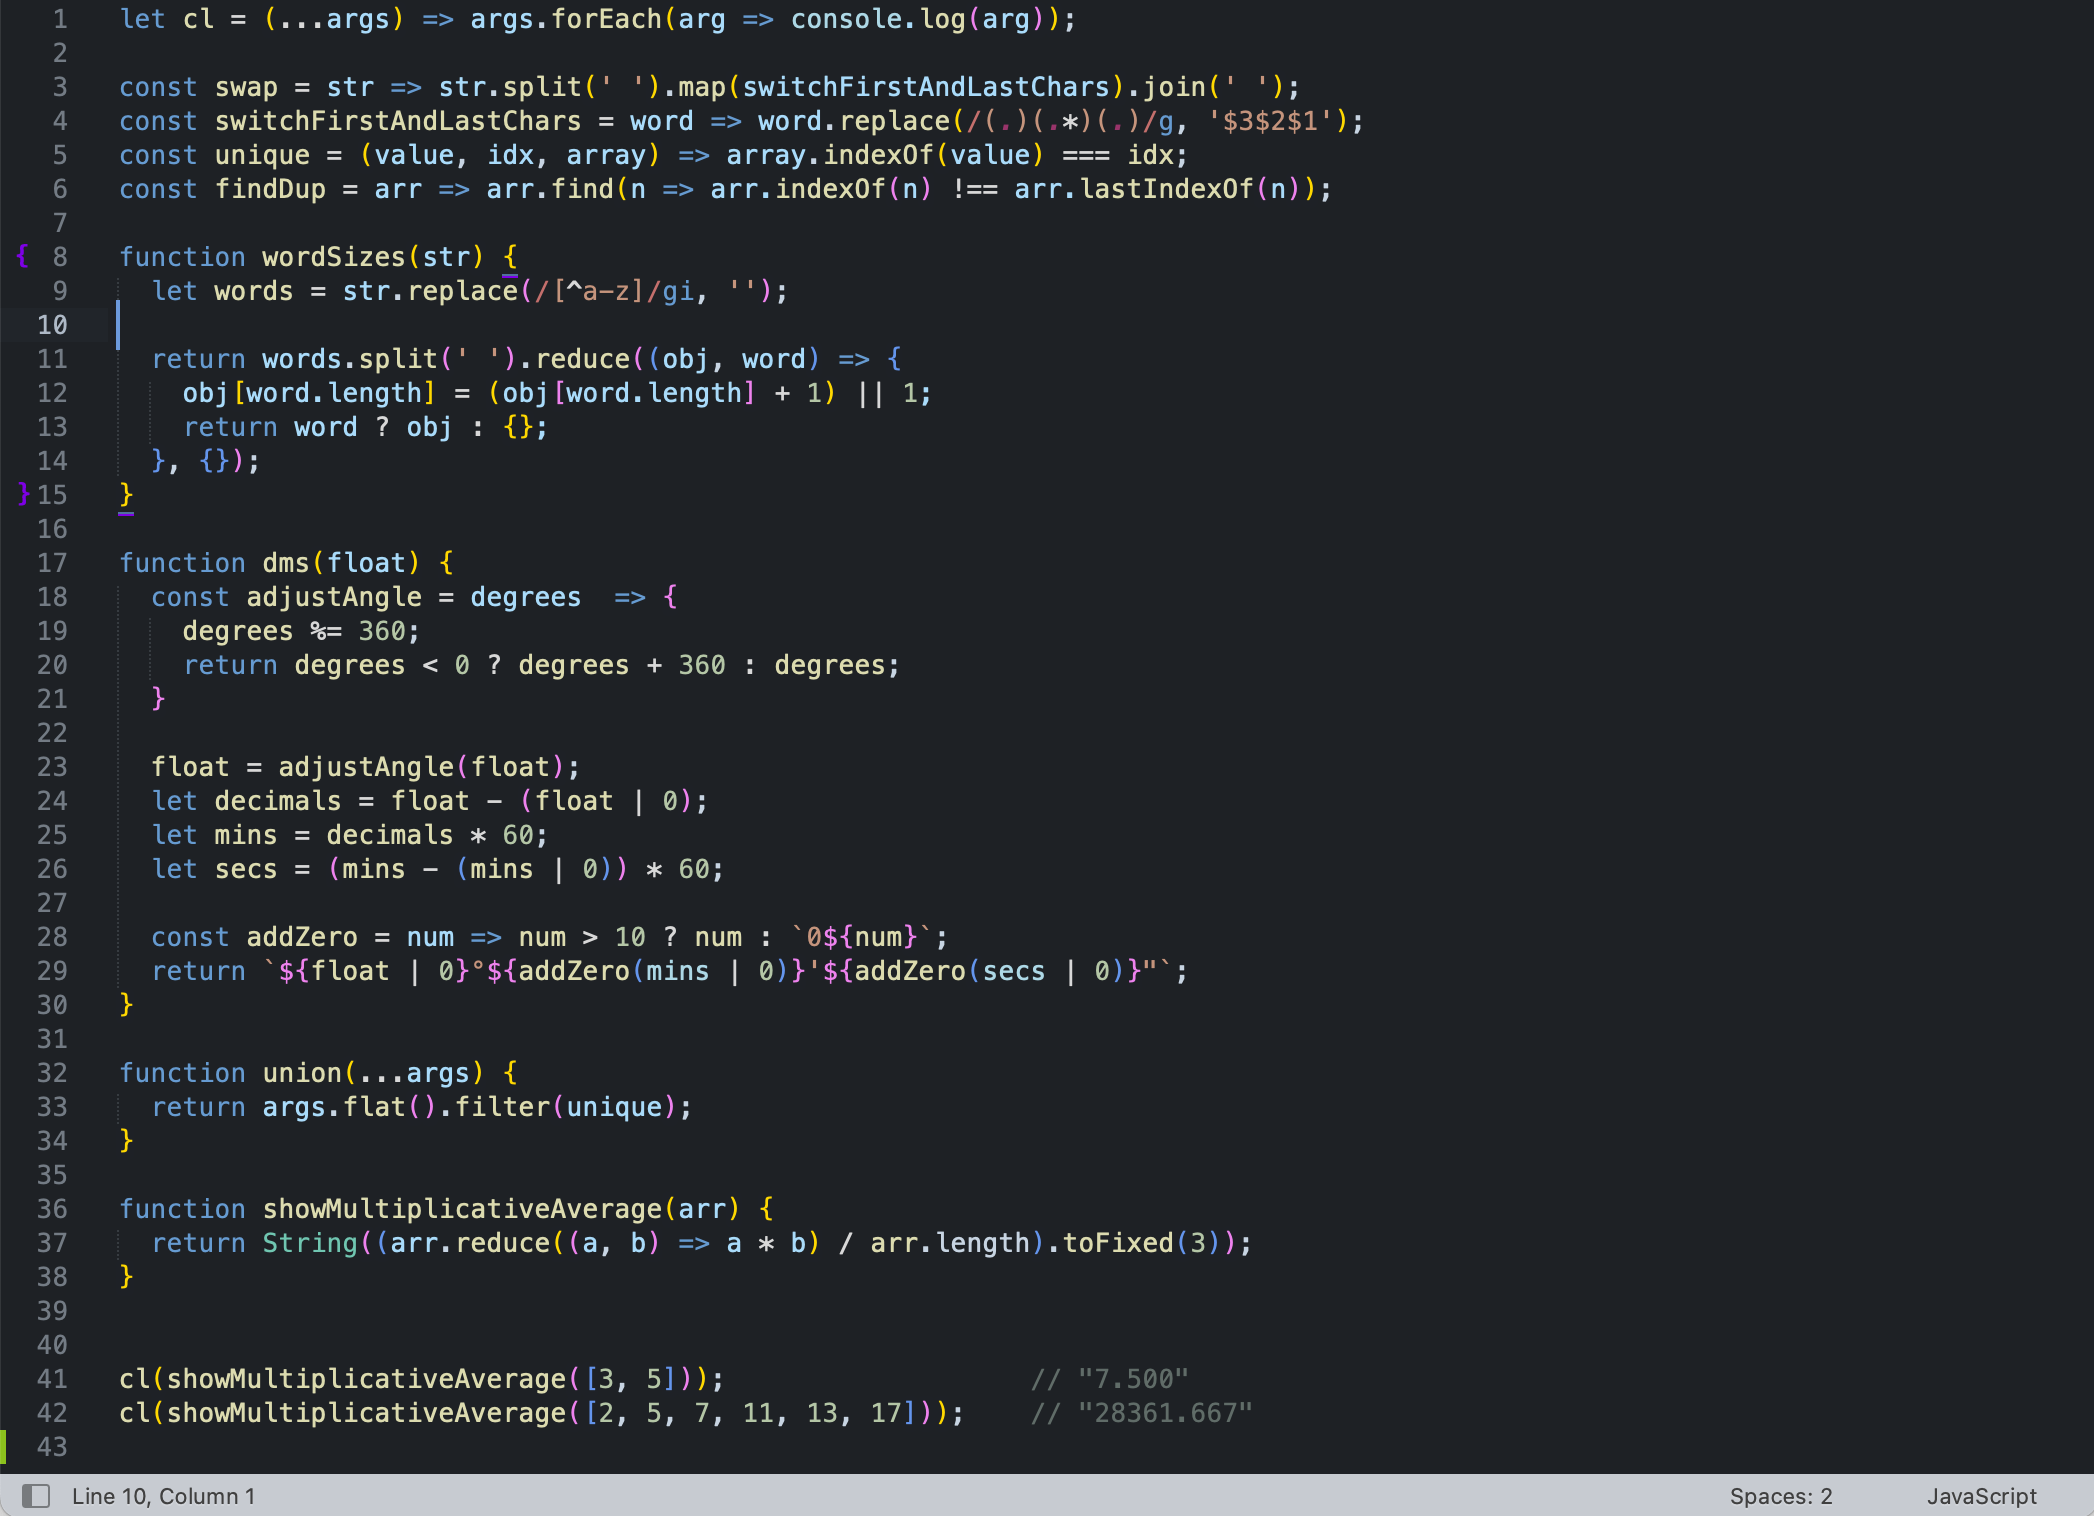 1 let cl = (...args) => args.forEach(arg => console.log(arg));
2
3 const swap = str => str.split(' ').map(switchFirstAndLastChars).join(' ');
4 const switchFirstAndLastChars = word => word.replace(/(.)(.*)(.)/g, '$3$2$1');
5 const unique = (value, idx, array) => array.indexOf(value) === idx;
6 const findDup = arr => arr.find(n => arr.indexOf(n) !== arr.lastIndexOf(n));
7
{ 8 function wordSizes(str) {
9   let words = str.replace(/[^a-z]/gi, '');
10
11   return words.split(' ').reduce((obj, word) => {
12     obj[word.length] = (obj[word.length] + 1) || 1;
13     return word ? obj : {};
14   }, {});
} 15 }
16
17 function dms(float) {
18   const adjustAngle = degrees  => {
19     degrees %= 360;
20     return degrees < 0 ? degrees + 360 : degrees;
21   }
22
23   float = adjustAngle(float);
24   let decimals = float - (float | 0);
25   let mins = decimals * 60;
26   let secs = (mins - (mins | 0)) * 60;
27
28   const addZero = num => num > 10 ? num : `0${num}`;
29   return `${float | 0}°${addZero(mins | 0)}'${addZero(secs | 0)}"`;
30 }
31
32 function union(...args) {
33   return args.flat().filter(unique);
34 }
35
36 function showMultiplicativeAverage(arr) {
37   return String((arr.reduce((a, b) => a * b) / arr.length).toFixed(3));
38 }
39
40
41 cl(showMultiplicativeAverage([3, 5]));                   // "7.500"
42 cl(showMultiplicativeAverage([2, 5, 7, 11, 13, 17]));    // "28361.667"
43
Line 10, Column 1 Spaces: 2 JavaScript